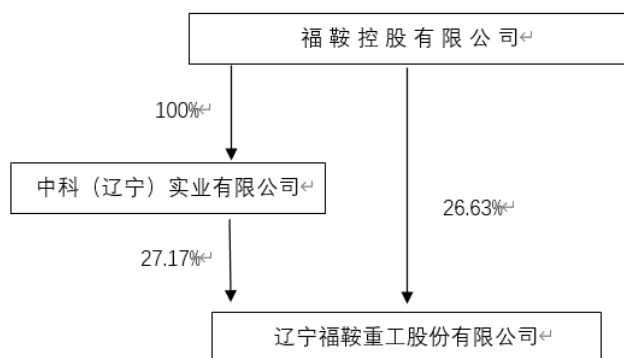 福鞍控股有限公司
100%
中科（辽宁）实业有限公司
26.63%
27.17%
辽宁福鞍重工股份有限公司